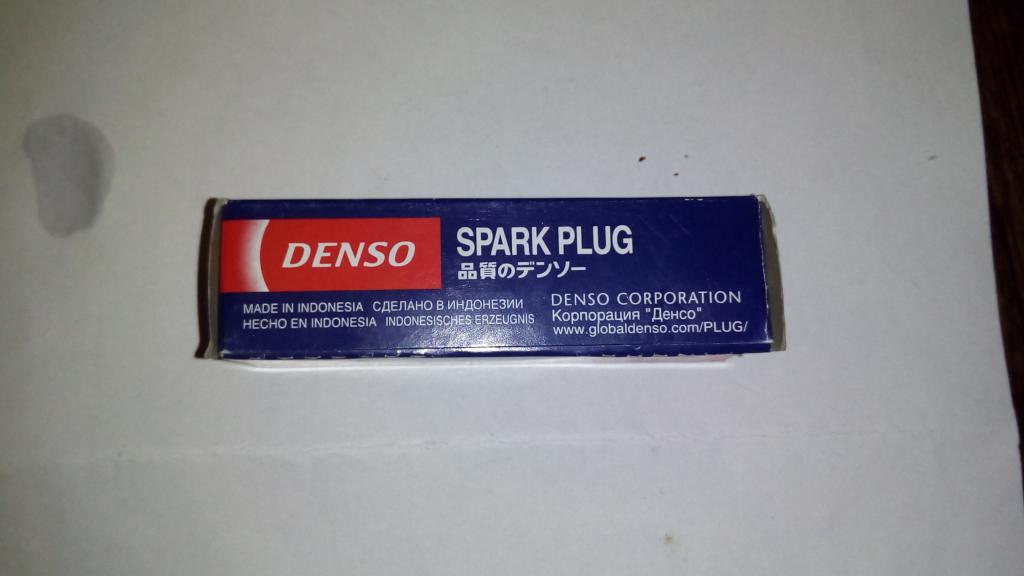 DENSO
SPARK PLUG
品質のデンソー
MADE IN INDONESIA СДЕЛАНО В ИНДОНЕЗИИ
HECHO EN INDONESIA INDONESISCHES ERZEUGNIS
DENSO CORPORATION
Корпорация "Денсо"
www.globaldenso.com/PLUG/